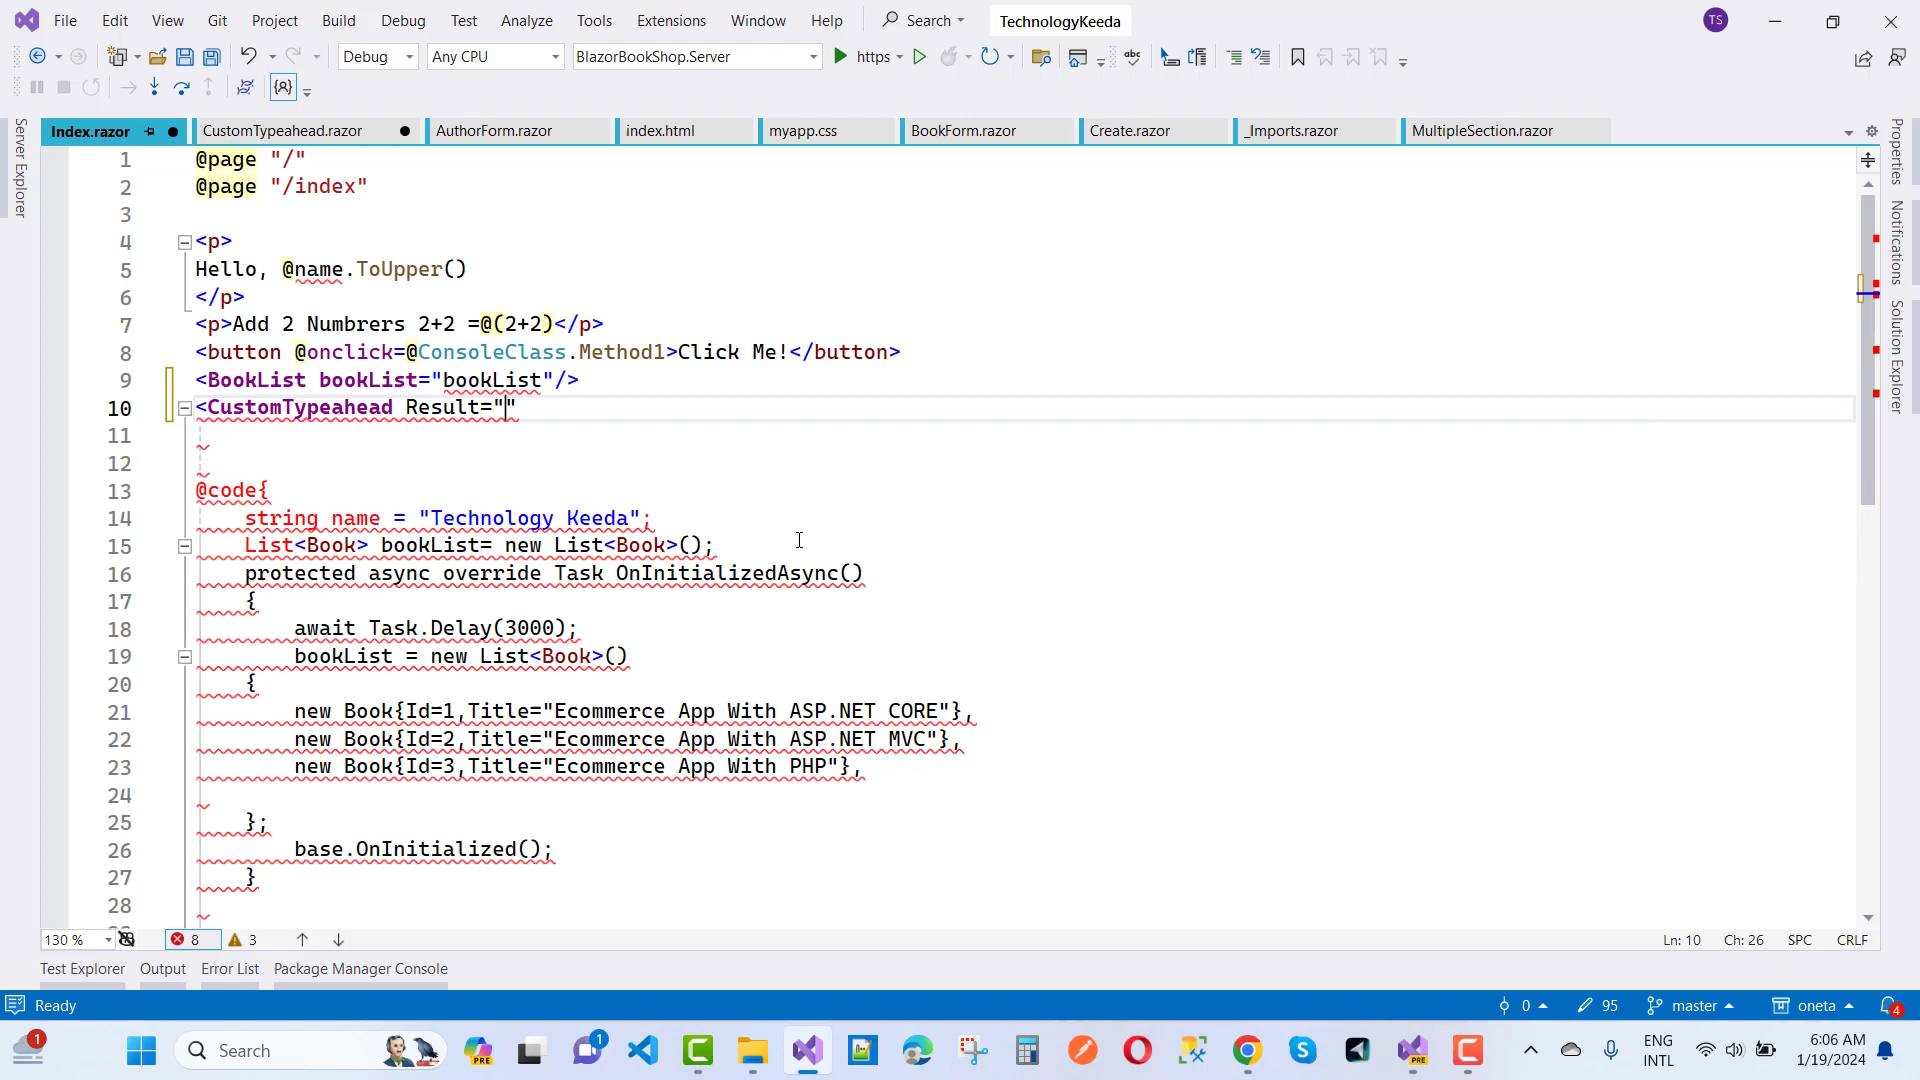 File Edit View Git Project Build Debug Test Analyze Tools Extensions Window Help Search TechnologyKeeda TS
Debug Any CPU BlazorBookShop.Server https abc
Server Explorer
Index.razor CustomTypeahead.razor AuthorForm.razor index.html myapp.css BookForm.razor Create.razor _Imports.razor MultipleSection.razor
1 @page "/"
2 @page "/index"
3
4 <p>
5 Hello, @name.ToUpper()
6 </p>
7 <p>Add 2 Numbrers 2+2 =@(2+2)</p>
8 <button @onclick=@ConsoleClass.Method1>Click Me!</button>
9 <BookList bookList="bookList"/>
10 <CustomTypeahead Result=""
11
12
13 @code{
14 string name = "Technology Keeda";
15 List<Book> bookList= new List<Book>();
16 protected async override Task OnInitializedAsync()
17 {
18 await Task.Delay(3000);
19 bookList = new List<Book>()
20 {
21 new Book{Id=1,Title="Ecommerce App With ASP.NET CORE"},
22 new Book{Id=2,Title="Ecommerce App With ASP.NET MVC"},
23 new Book{Id=3,Title="Ecommerce App With PHP"},
24
25 };
26 base.OnInitialized();
27 }
28
Properties
Notifications
Solution Explorer
130 % 8 3 Ln: 10 Ch: 26 SPC CRLF
Test Explorer Output Error List Package Manager Console
Ready 0 95 master oneta 4
1 Search PRE 1 PRE ENG INTL 6:06 AM 1/19/2024